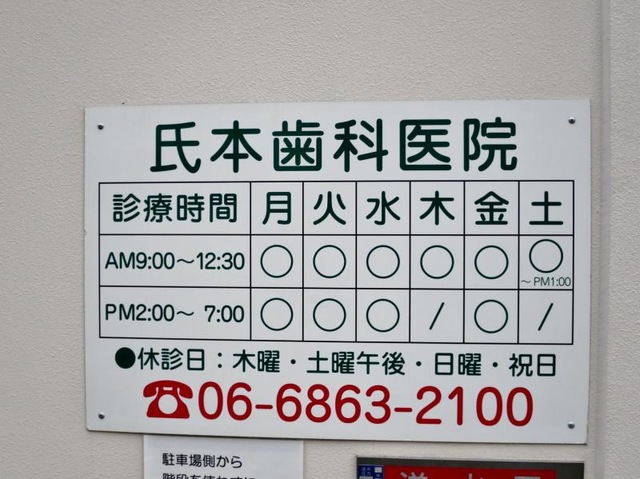 氏本歯科医院
診療時間 月 火 水 木 金 土
AM9:00～12:30 ○ ○ ○ ○ ○ ○
～PM1:00
PM2:00～ 7:00 ○ ○ ○ / ○ /
●休診日：木曜・土曜午後・日曜・祝日
☎06-6863-2100
駐車場側から